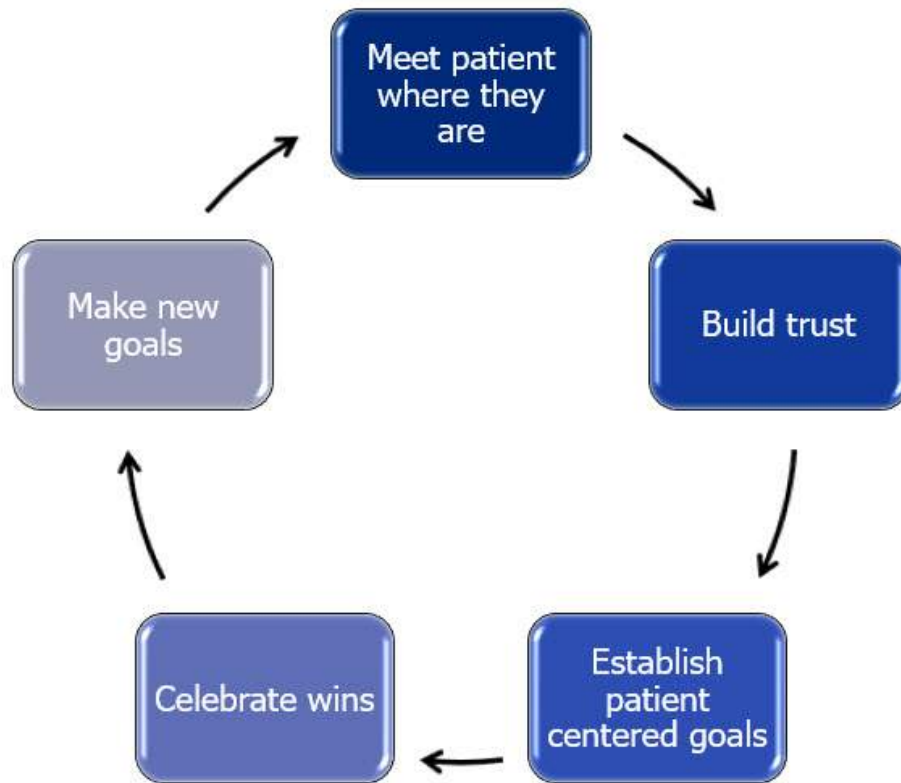 Meet patient
where they
are
Build trust
Establish
patient
centered goals
Celebrate wins
Make new
goals